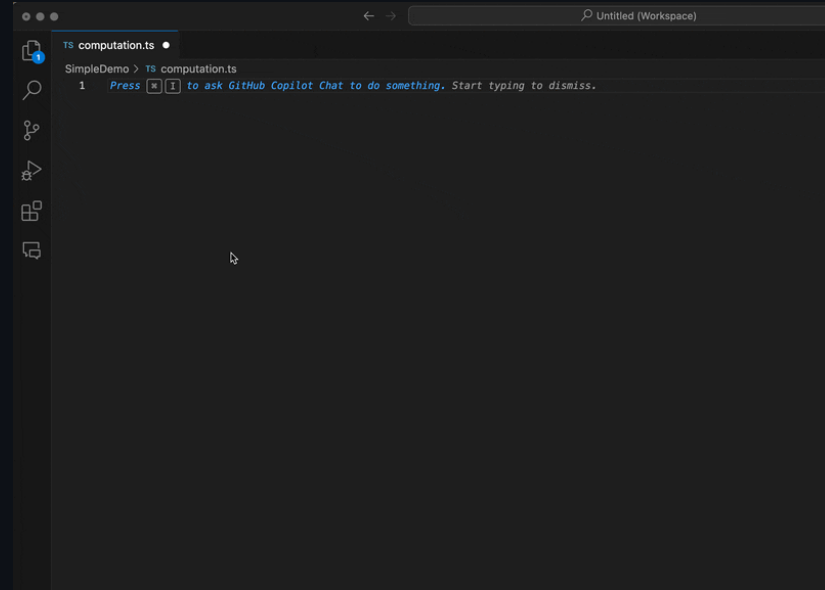 Untitled (Workspace)
TS computation.ts
1
SimpleDemo > TS computation.ts
1 Press ⌘ I to ask GitHub Copilot Chat to do something. Start typing to dismiss.